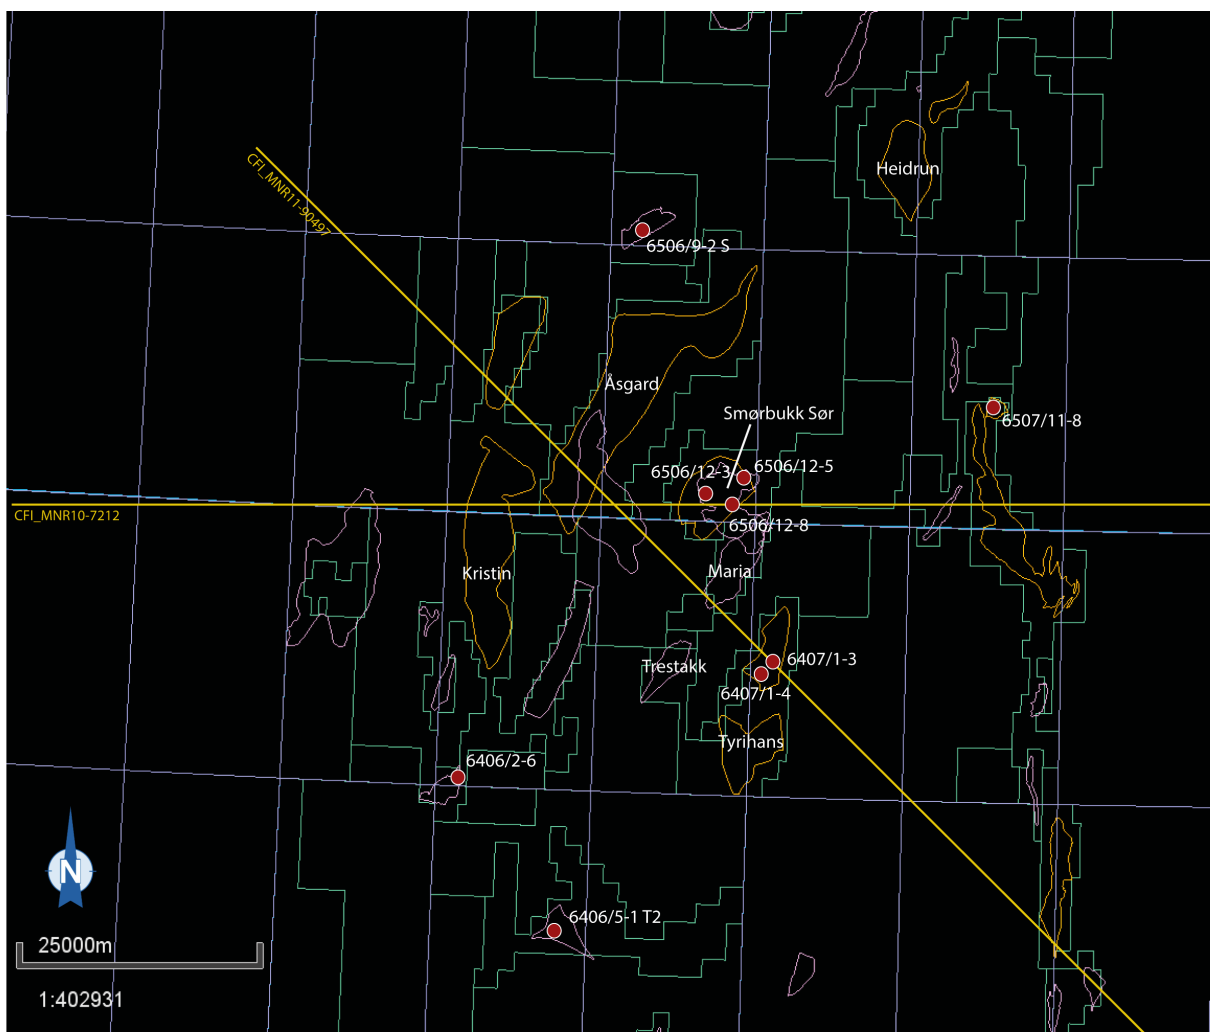 CFI_MNR11-90497
Heidrun
6506/9-2 S
Åsgard
Smørbukk Sør
6507/11-8
6506/12-3
6506/12-5
CFI_MNR10-7212
6506/12-8
Kristin
Maria
Trestakk
6407/1-3
6407/1-4
Tyrihans
6406/2-6
N
6406/5-1 T2
25000m
1:402931